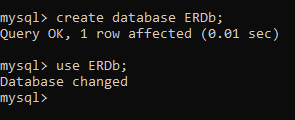 mysql> create database ERDb;
Query OK, 1 row affected (0.01 sec)
mysql> use ERDb;
Database changed
mysql>